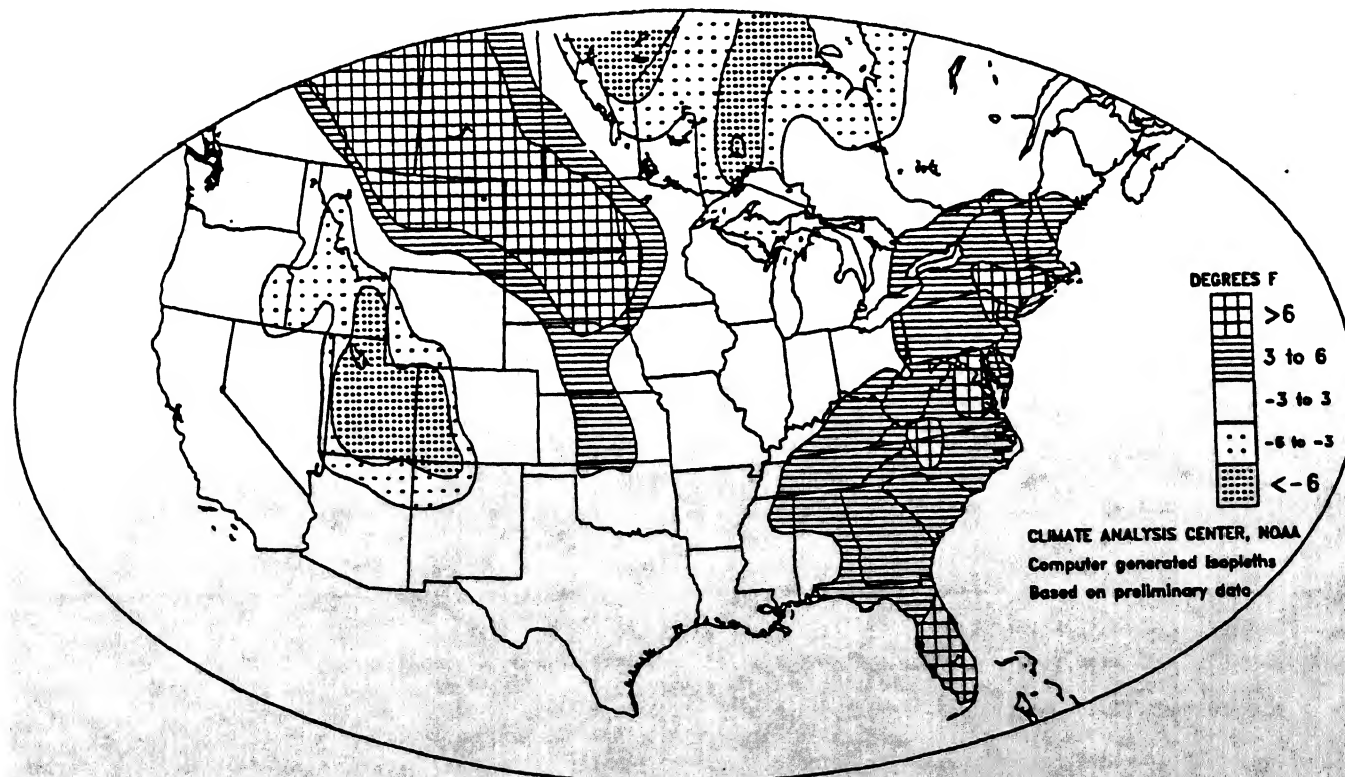 DEGREES F
>6
3 to 6
-3 to 3
-6 to -3
<-6
CLIMATE ANALYSIS CENTER, NOAA
Computer generated isopleths
Based on preliminary data